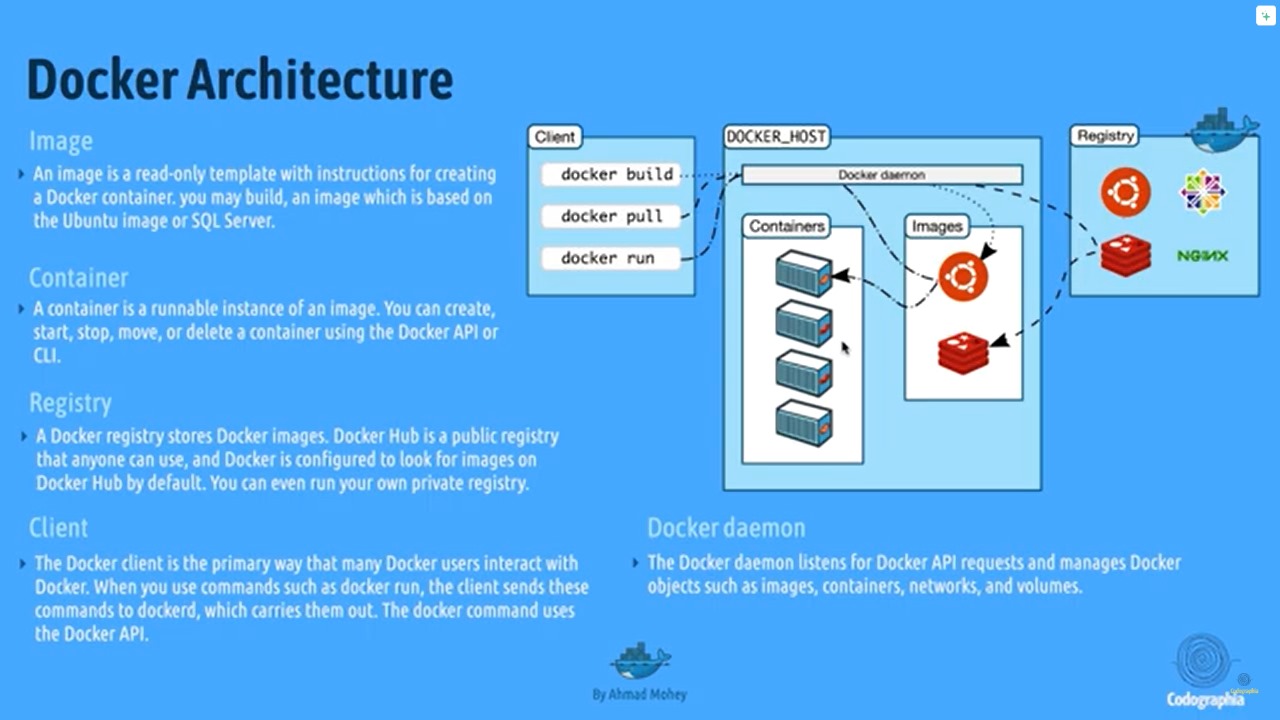 Docker Architecture
Image
An image is a read-only template with instructions for creating
a Docker container. you may build, an image which is based on
the Ubuntu image or SQL Server.
Container
A container is a runnable instance of an image. You can create,
start, stop, move, or delete a container using the Docker API or
CLI.
Registry
A Docker registry stores Docker images. Docker Hub is a public registry
that anyone can use, and Docker is configured to look for images on
Docker Hub by default. You can even run your own private registry.
Client
The Docker client is the primary way that many Docker users interact with
Docker. When you use commands such as docker run, the client sends these
commands to dockerd, which carries them out. The docker command uses
the Docker API.
Client
docker build
docker pull
docker run
DOCKER_HOST
Docker daemon
Containers
Images
Registry
NGINX
Docker daemon
The Docker daemon listens for Docker API requests and manages Docker
objects such as images, containers, networks, and volumes.
By Ahmad Mohey
Codographia
Codographia